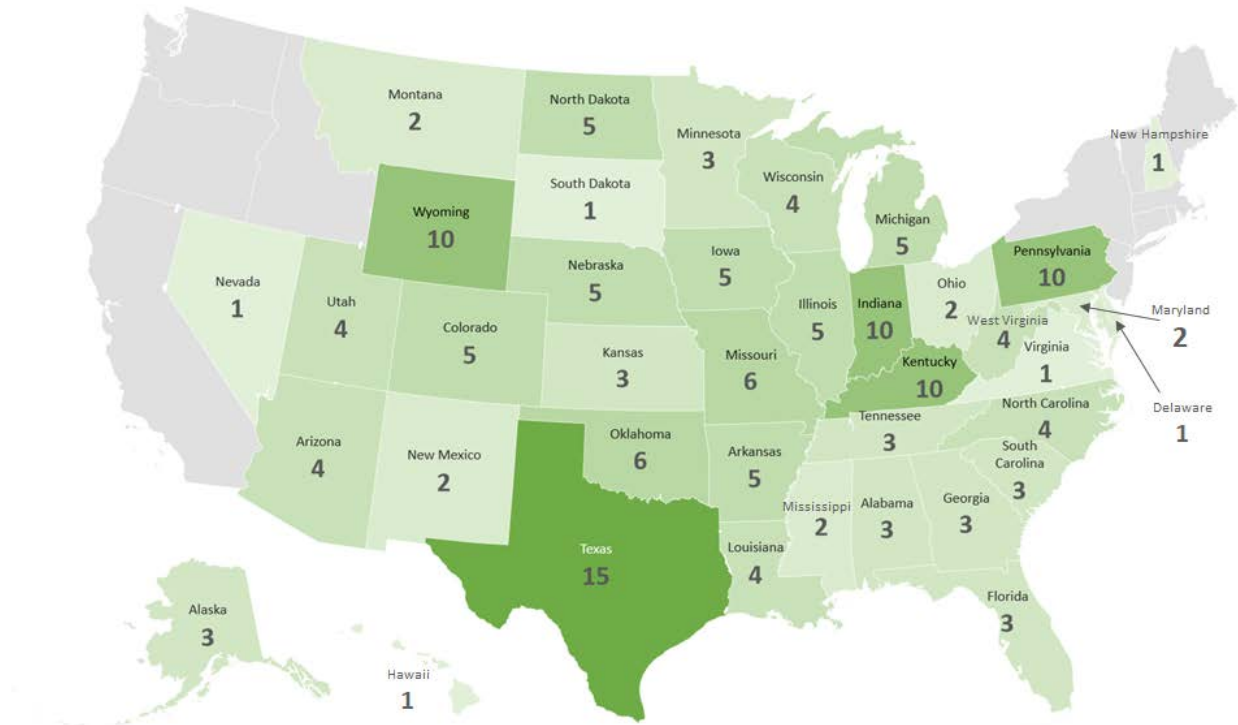 Montana
2
North Dakota
5
Minnesota
3
New Hampshire
1
Wisconsin
4
South Dakota
1
Wyoming
10
Michigan
5
Pennsylvania
10
Iowa
5
Nebraska
5
Nevada
1
Utah
4
Ohio
2
Illinois
5
Indiana
10
Maryland
2
West Virginia
4
Colorado
5
Virginia
1
Kansas
3
Missouri
6
Kentucky
10
North Carolina
4
Delaware
1
Tennessee
3
Oklahoma
6
Arizona
4
New Mexico
2
Arkansas
5
South
Carolina
3
Mississippi
2
Alabama
3
Georgia
3
Texas
15
Louisiana
4
Florida
3
Alaska
3
Hawaii
1